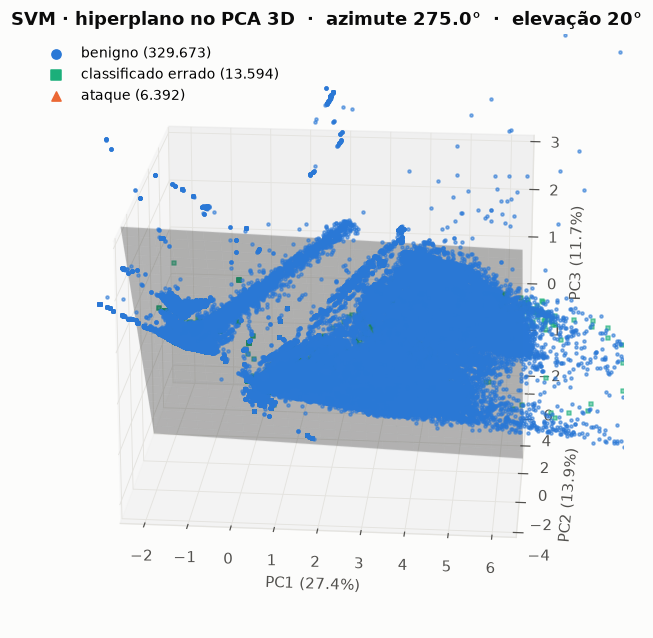 SVM · hiperplano no PCA 3D · azimute 275.0° · elevação 20°
benigno (329.673)
classificado errado (13.594)
ataque (6.392)
3
2
1
0
−2
4
2
0
−2
−4
PC3 (11.7%)
PC2 (13.9%)
−2 −1 0 1 2 3 4 5 6
PC1 (27.4%)